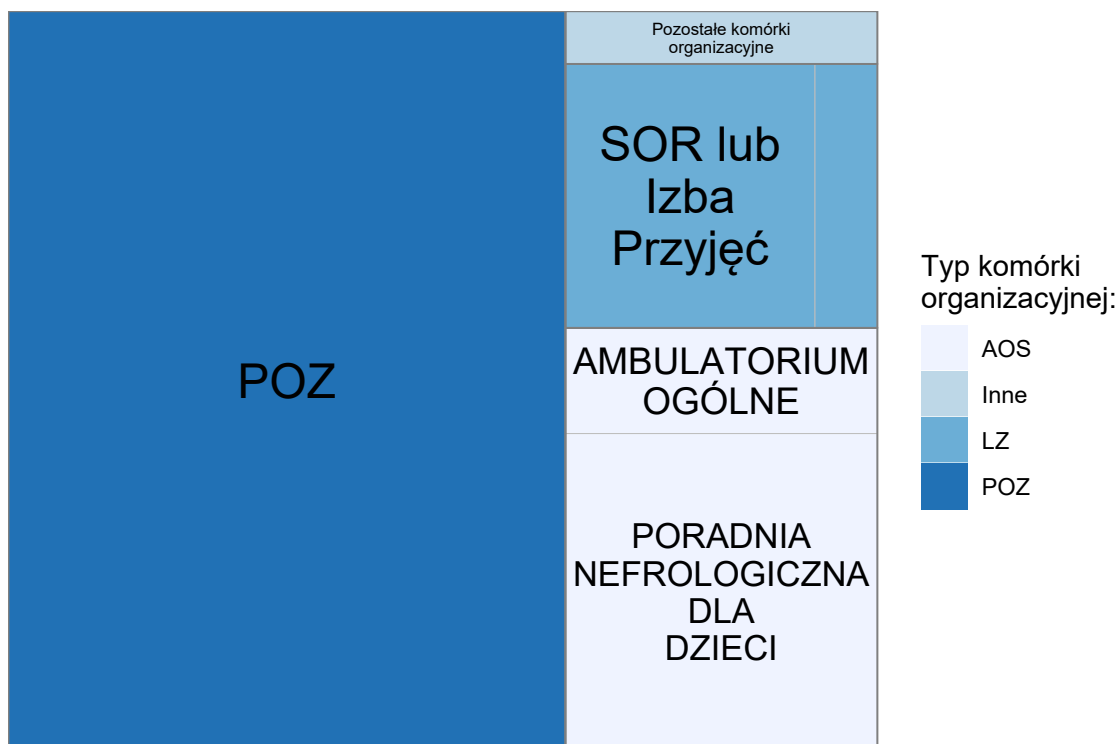 POZ
Pozostałe komórki
organizacyjne
SOR lub
Izba
Przyjęć
AMBULATORIUM
OGÓLNE
PORADNIA
NEFROLOGICZNA
DLA
DZIECI
Typ komórki
organizacyjnej:
AOS
Inne
LZ
POZ